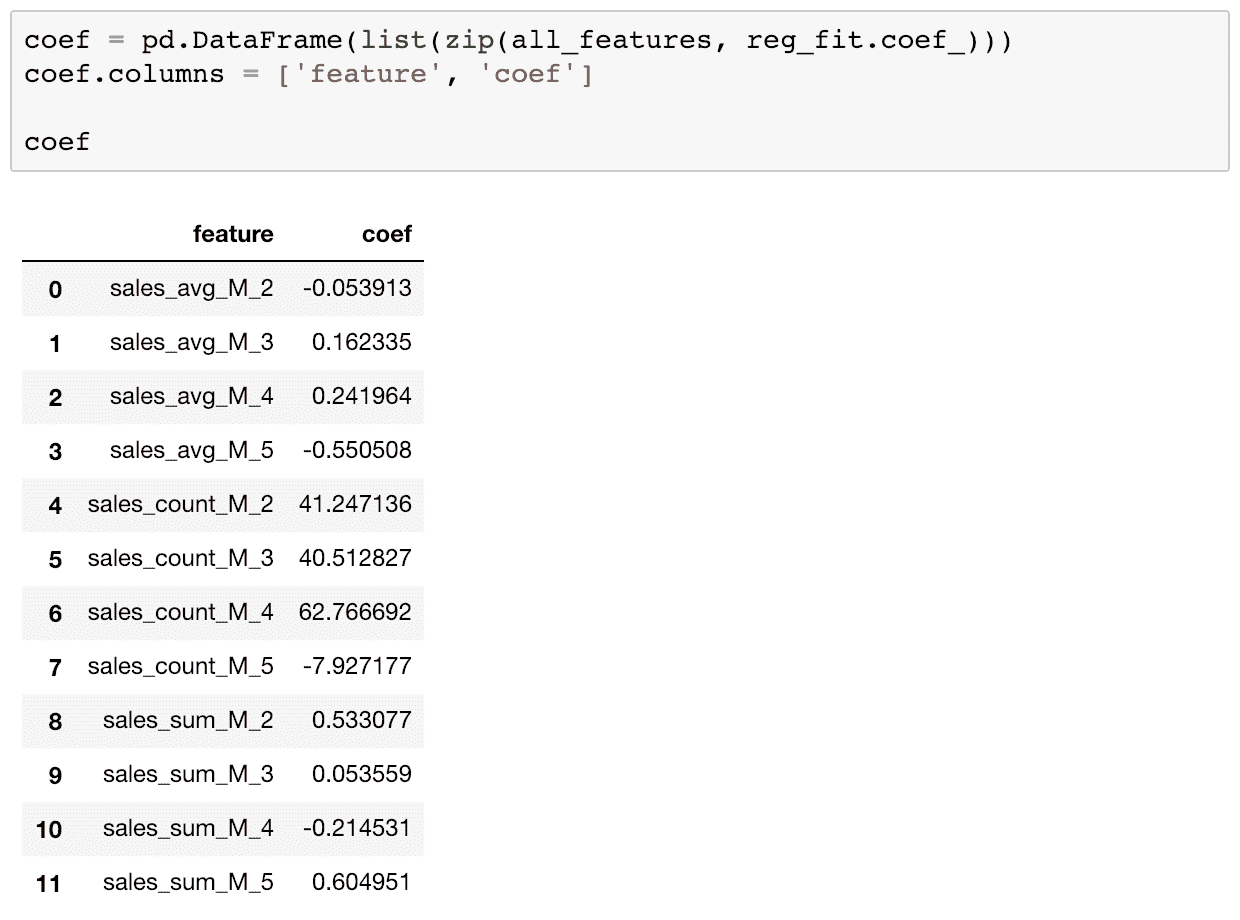 coef = pd.DataFrame(list(zip(all_features, reg_fit.coef_)))
coef.columns = ['feature', 'coef']
coef
feature coef
0 sales_avg_M_2 -0.053913
1 sales_avg_M_3 0.162335
2 sales_avg_M_4 0.241964
3 sales_avg_M_5 -0.550508
4 sales_count_M_2 41.247136
5 sales_count_M_3 40.512827
6 sales_count_M_4 62.766692
7 sales_count_M_5 -7.927177
8 sales_sum_M_2 0.533077
9 sales_sum_M_3 0.053559
10 sales_sum_M_4 -0.214531
11 sales_sum_M_5 0.604951